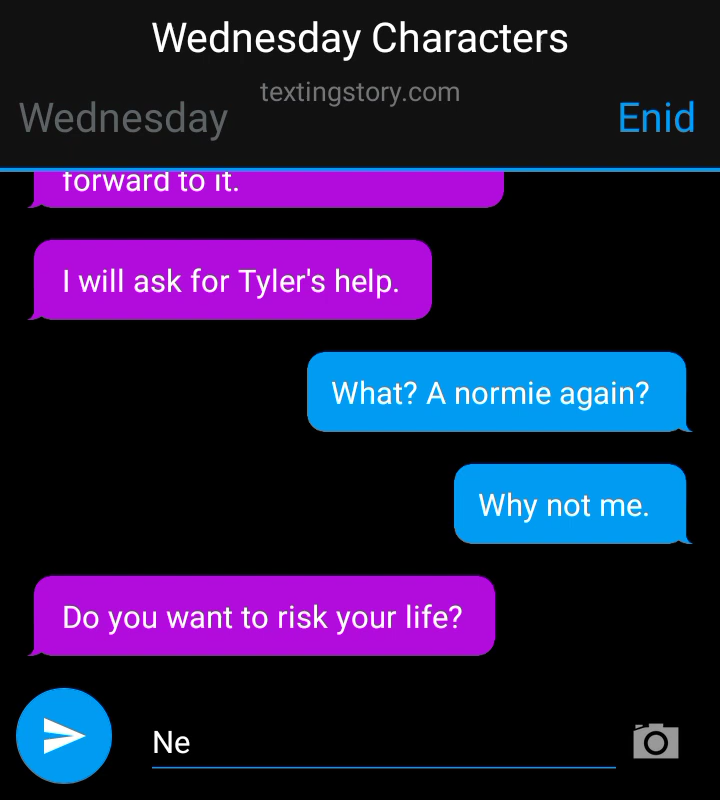 Wednesday Characters
textingstory.com
Wednesday
Enid
forward to it.
I will ask for Tyler's help.
What? A normie again?
Why not me.
Do you want to risk your life?
Ne